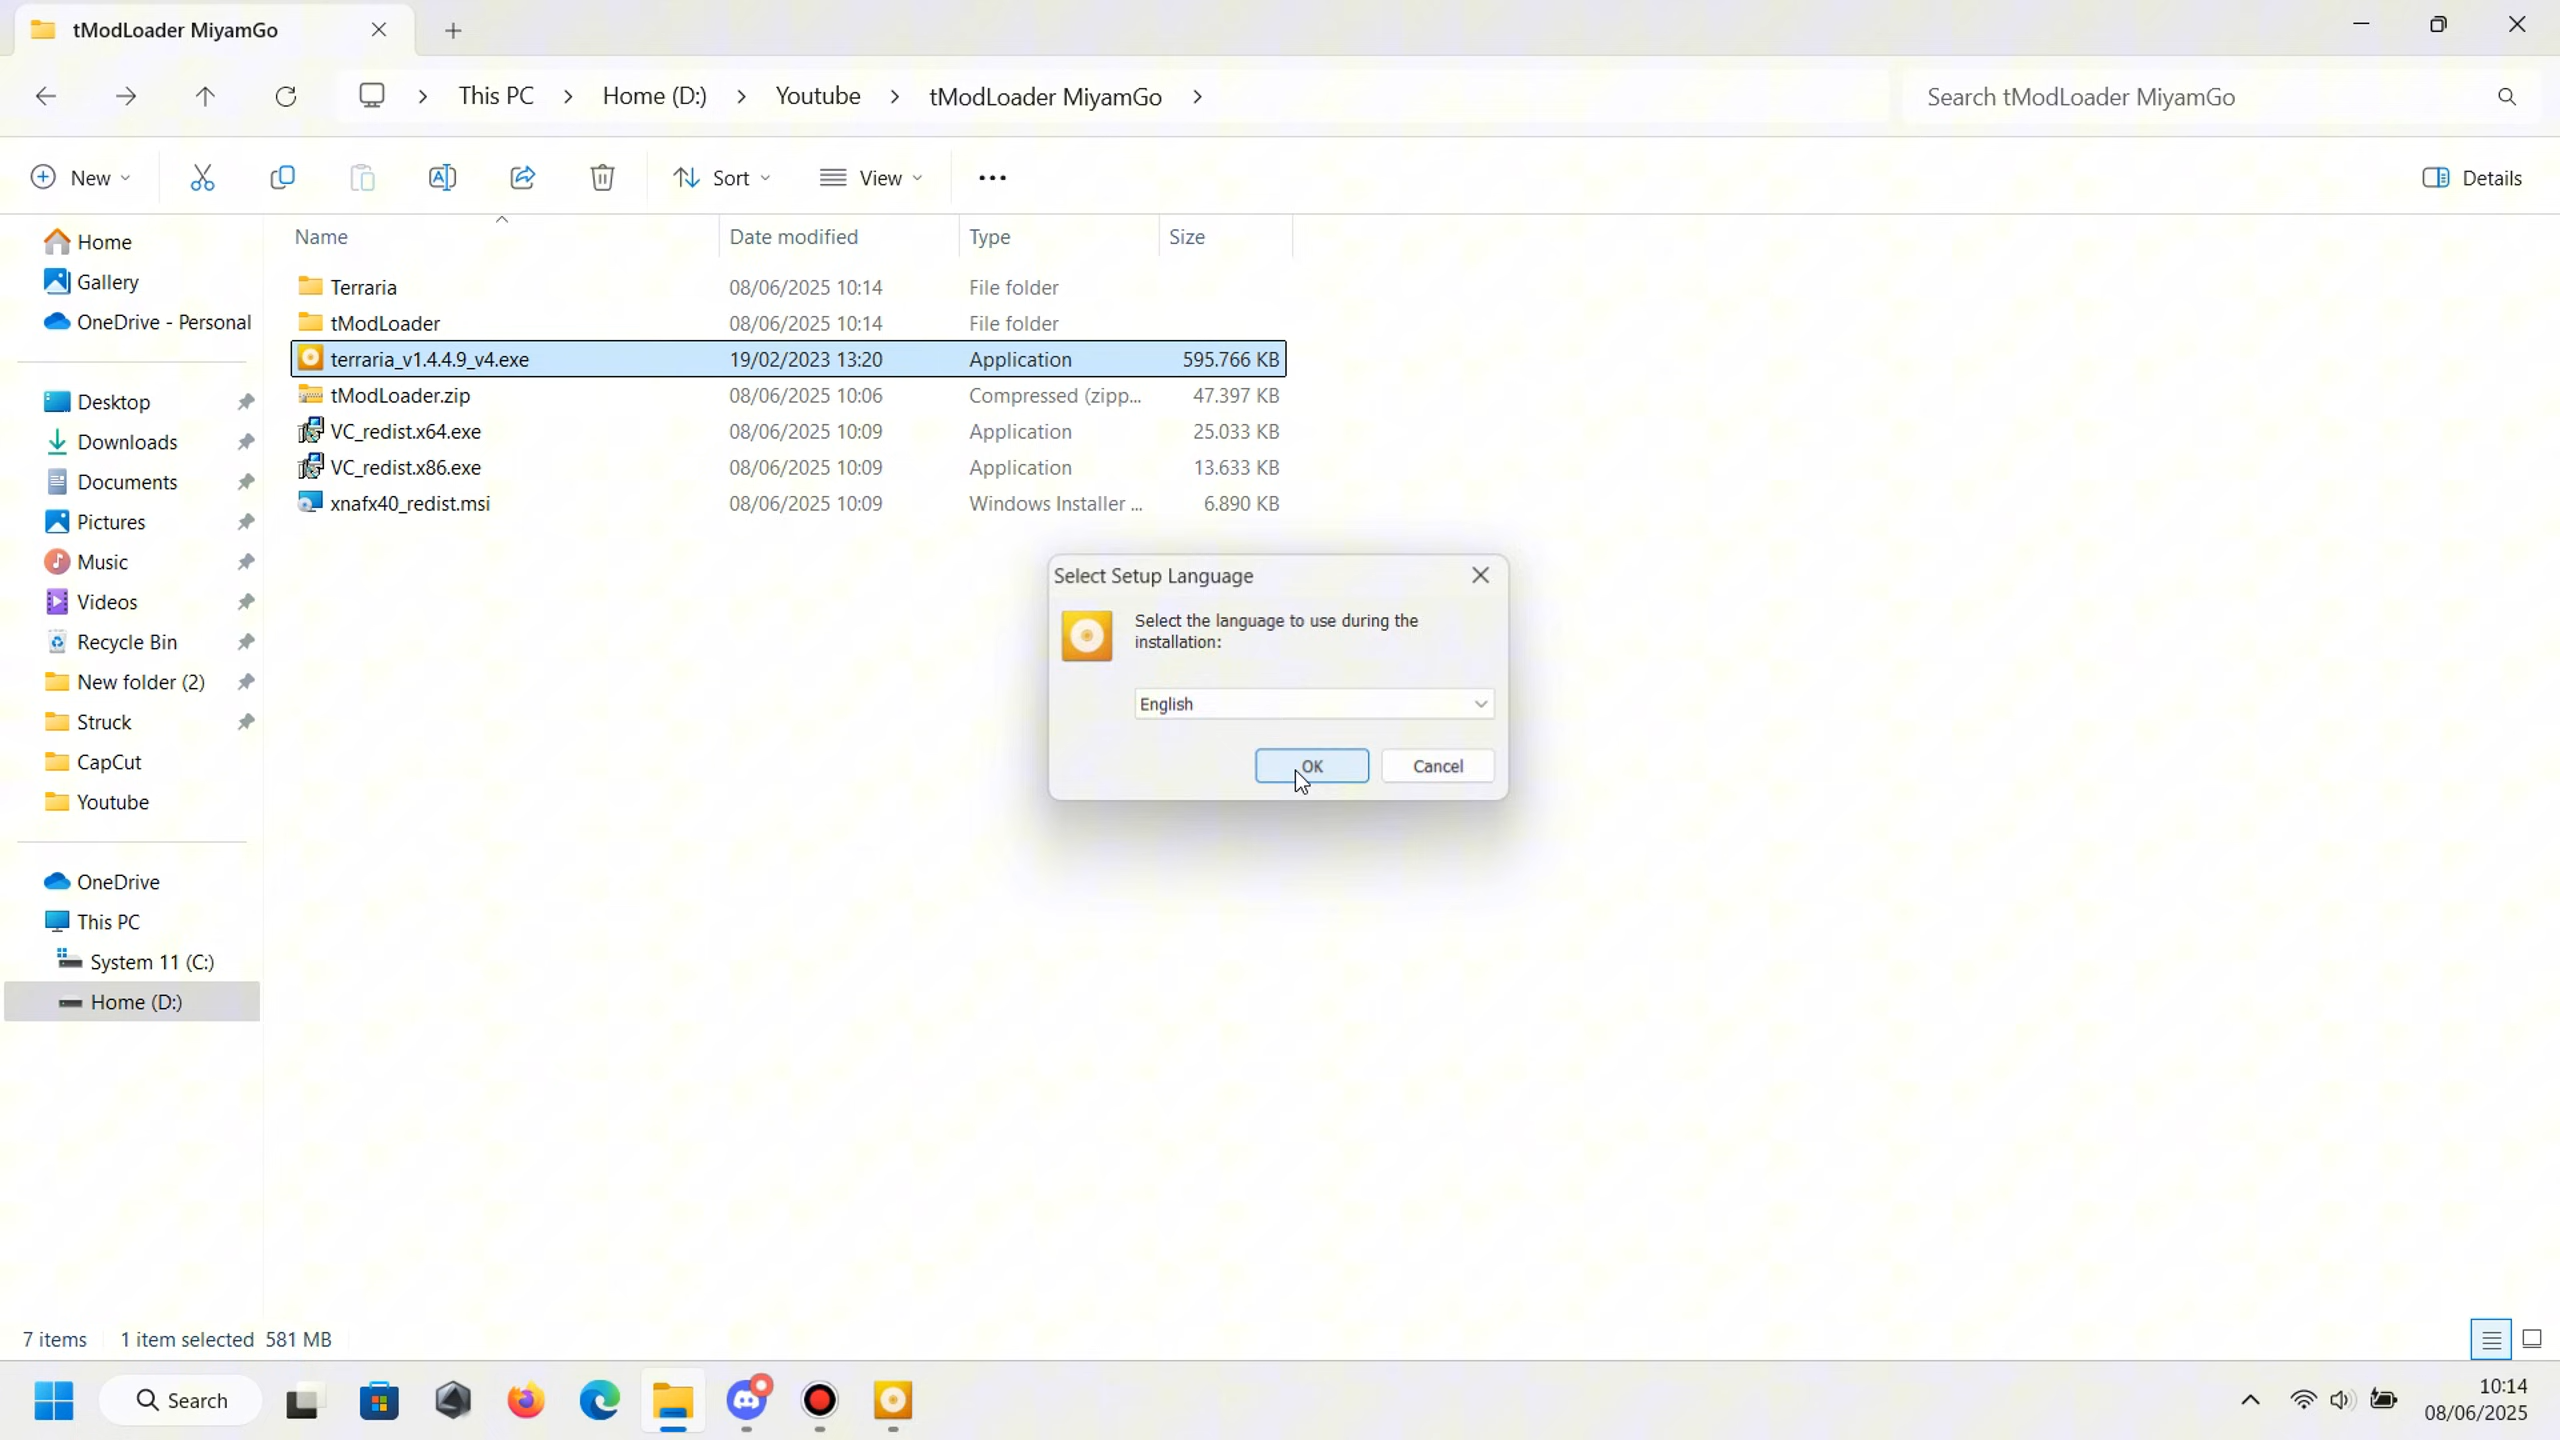 tModLoader MiyamGo
This PC
Home (D:)
Youtube
tModLoader MiyamGo
Search tModLoader MiyamGo
New
Sort
View
Details
Name
Date modified
Type
Size
Home
Gallery
OneDrive - Personal
Desktop
Downloads
Documents
Pictures
Music
Videos
Recycle Bin
New folder (2)
Struck
CapCut
Youtube
OneDrive
This PC
System 11 (C:)
Home (D:)
Terraria 08/06/2025 10:14 File folder
tModLoader 08/06/2025 10:14 File folder
terraria_v1.4.4.9_v4.exe 19/02/2023 13:20 Application 595.766 KB
tModLoader.zip 08/06/2025 10:06 Compressed (zipp... 47.397 KB
VC_redist.x64.exe 08/06/2025 10:09 Application 25.033 KB
VC_redist.x86.exe 08/06/2025 10:09 Application 13.633 KB
xnafx40_redist.msi 08/06/2025 10:09 Windows Installer ... 6.890 KB
Select Setup Language
Select the language to use during the
installation:
English
OK
Cancel
7 items 1 item selected 581 MB
Search
10:14
08/06/2025